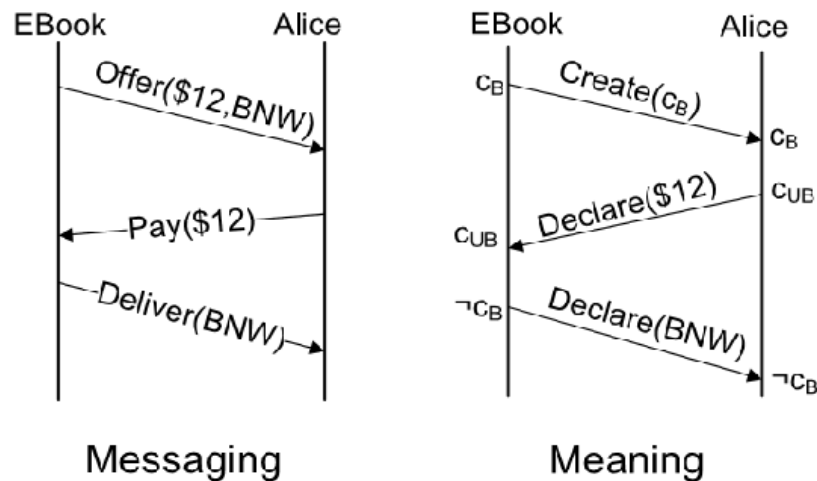 EBook Alice
Offer($12,BNW)
Pay($12)
Deliver(BNW)
Messaging
EBook Alice
cB Create(cB) cB
Declare($12) cUB
cUB
¬cB Declare(BNW) ¬cB
Meaning